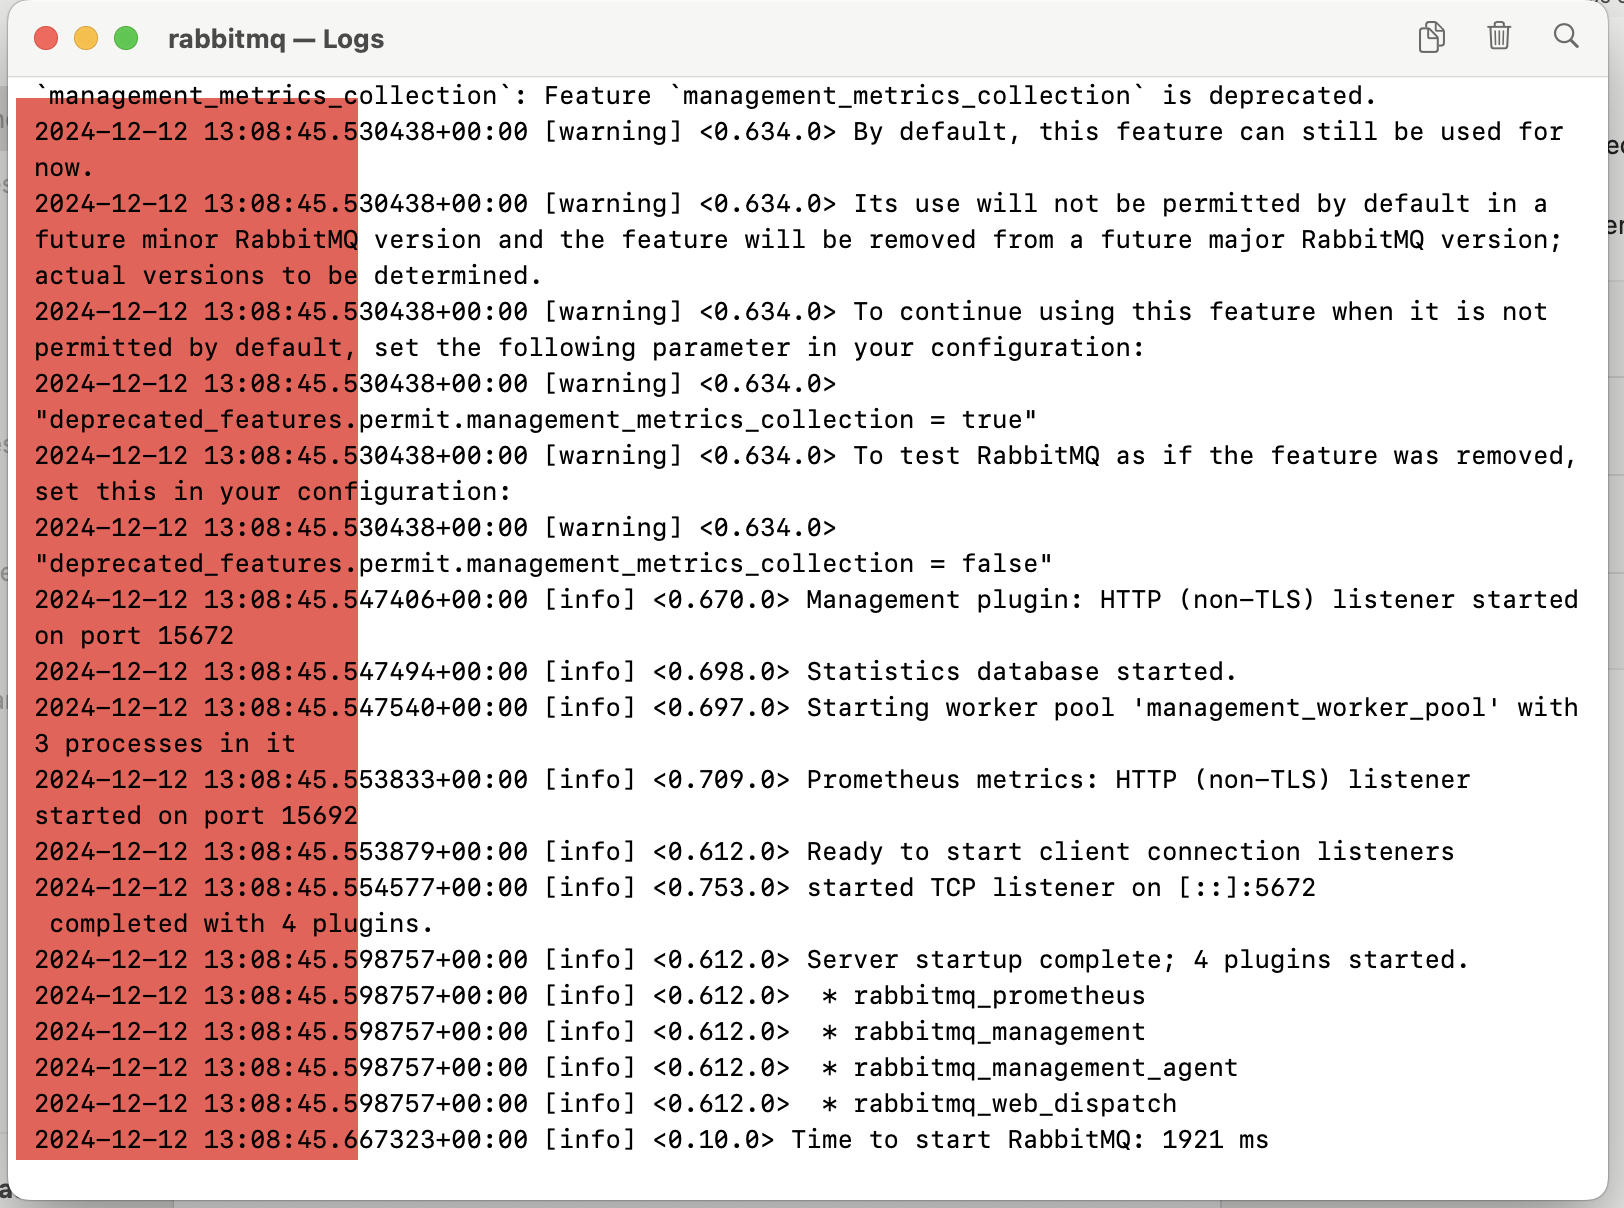 rabbitmq — Logs
`management_metrics_collection`: Feature `management_metrics_collection` is deprecated.
2024-12-12 13:08:45.530438+00:00 [warning] <0.634.0> By default, this feature can still be used for
now.
2024-12-12 13:08:45.530438+00:00 [warning] <0.634.0> Its use will not be permitted by default in a
future minor RabbitMQ version and the feature will be removed from a future major RabbitMQ version;
actual versions to be determined.
2024-12-12 13:08:45.530438+00:00 [warning] <0.634.0> To continue using this feature when it is not
permitted by default, set the following parameter in your configuration:
2024-12-12 13:08:45.530438+00:00 [warning] <0.634.0>
"deprecated_features.permit.management_metrics_collection = true"
2024-12-12 13:08:45.530438+00:00 [warning] <0.634.0> To test RabbitMQ as if the feature was removed,
set this in your configuration:
2024-12-12 13:08:45.530438+00:00 [warning] <0.634.0>
"deprecated_features.permit.management_metrics_collection = false"
2024-12-12 13:08:45.547406+00:00 [info] <0.670.0> Management plugin: HTTP (non-TLS) listener started
on port 15672
2024-12-12 13:08:45.547494+00:00 [info] <0.698.0> Statistics database started.
2024-12-12 13:08:45.547540+00:00 [info] <0.697.0> Starting worker pool 'management_worker_pool' with
3 processes in it
2024-12-12 13:08:45.553833+00:00 [info] <0.709.0> Prometheus metrics: HTTP (non-TLS) listener
started on port 15692
2024-12-12 13:08:45.553879+00:00 [info] <0.612.0> Ready to start client connection listeners
2024-12-12 13:08:45.554577+00:00 [info] <0.753.0> started TCP listener on [::]:5672
 completed with 4 plugins.
2024-12-12 13:08:45.598757+00:00 [info] <0.612.0> Server startup complete; 4 plugins started.
2024-12-12 13:08:45.598757+00:00 [info] <0.612.0>  * rabbitmq_prometheus
2024-12-12 13:08:45.598757+00:00 [info] <0.612.0>  * rabbitmq_management
2024-12-12 13:08:45.598757+00:00 [info] <0.612.0>  * rabbitmq_management_agent
2024-12-12 13:08:45.598757+00:00 [info] <0.612.0>  * rabbitmq_web_dispatch
2024-12-12 13:08:45.667323+00:00 [info] <0.10.0> Time to start RabbitMQ: 1921 ms